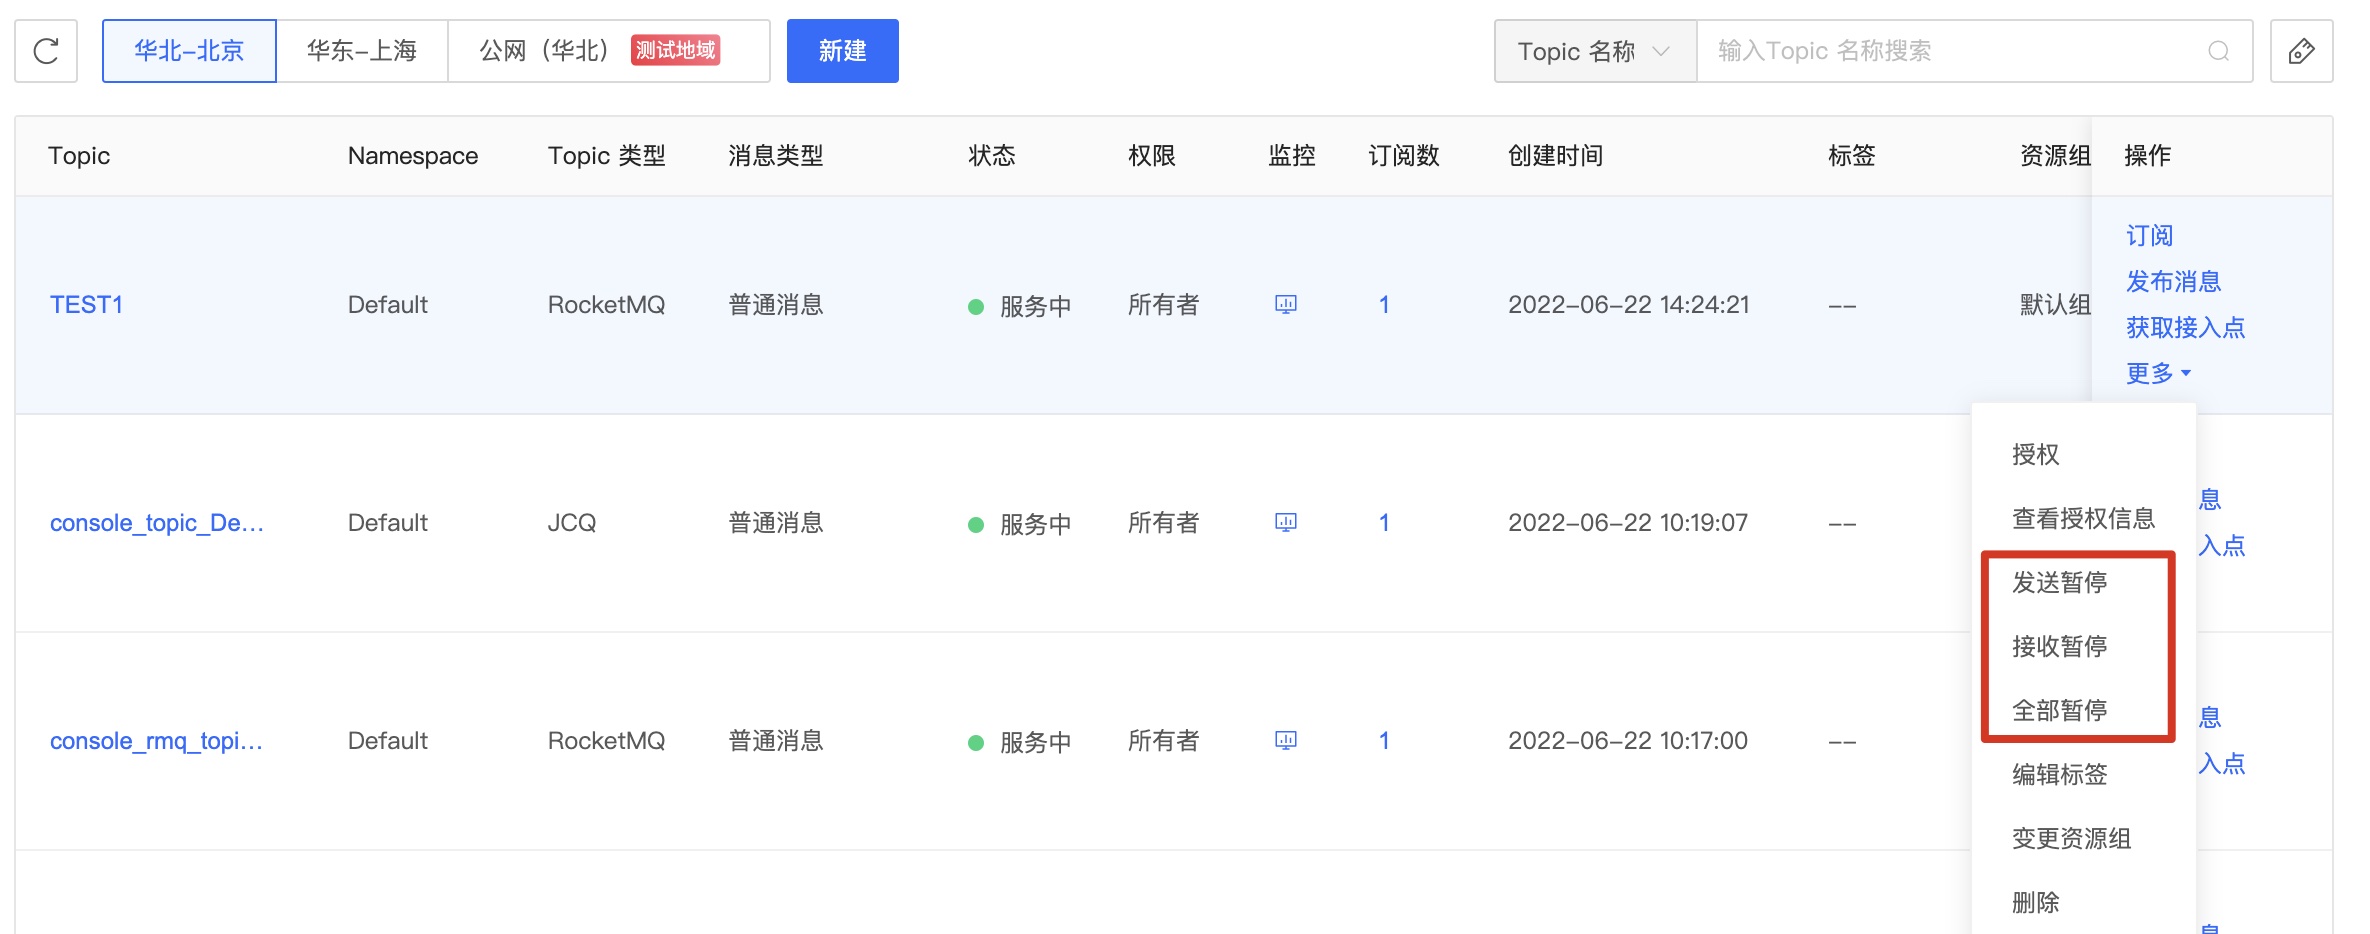 华北-北京 华东-上海 公网（华北） 测试地域 新建 Topic 名称 输入Topic 名称搜索
Topic Namespace Topic 类型 消息类型 状态 权限 监控 订阅数 创建时间 标签 资源组 操作
订阅
发布消息
TEST1 Default RocketMQ 普通消息 服务中 所有者 1 2022-06-22 14:24:21 -- 默认组
获取接入点
更多
授权
查看授权信息
发送暂停
接收暂停
全部暂停
编辑标签
变更资源组
删除
息
console_topic_De... Default JCQ 普通消息 服务中 所有者 1 2022-06-22 10:19:07 --
入点
息
console_rmq_topi... Default RocketMQ 普通消息 服务中 所有者 1 2022-06-22 10:17:00 --
入点